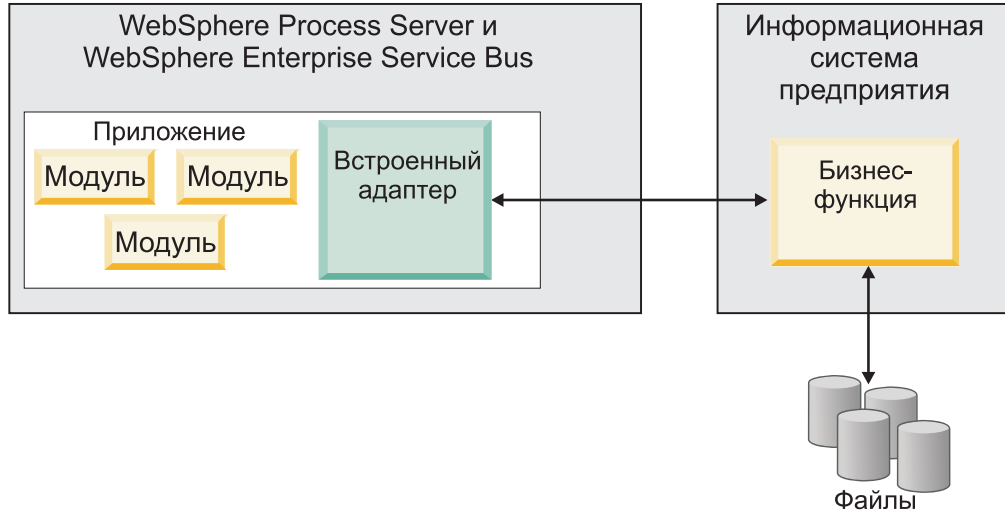 WebSphere Process Server и
WebSphere Enterprise Service Bus
Приложение
Модуль
Модуль
Модуль
Встроенный
адаптер
Информационная
система
предприятия
Бизнес-
функция
Файлы